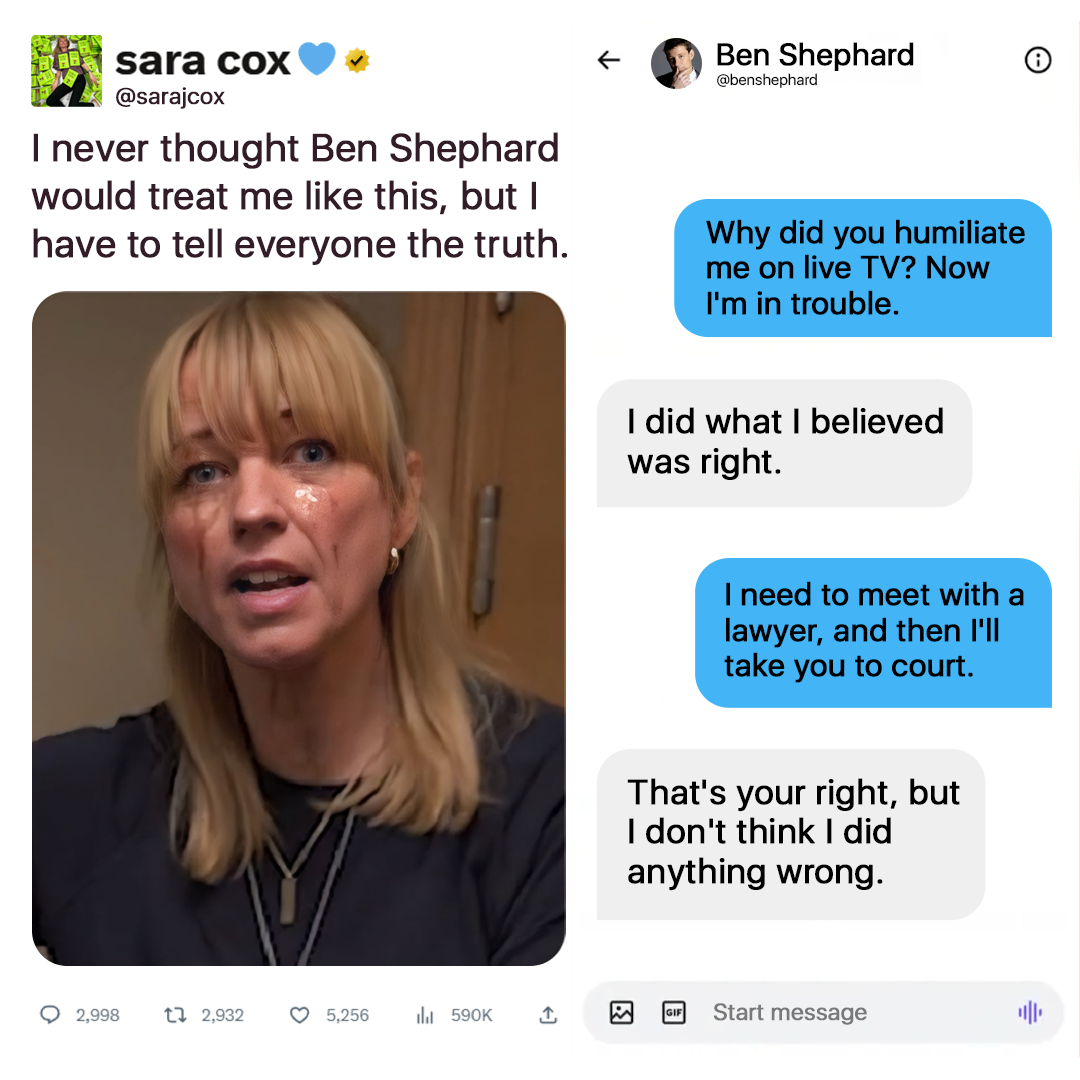 sara cox
@sarajcox
I never thought Ben Shephard
would treat me like this, but I
have to tell everyone the truth.
2,998
2,932
5,256
590K
Ben Shephard
@benshephard
Why did you humiliate
me on live TV? Now
I'm in trouble.
I did what I believed
was right.
I need to meet with a
lawyer, and then I'll
take you to court.
That's your right, but
I don't think I did
anything wrong.
GIF
Start message